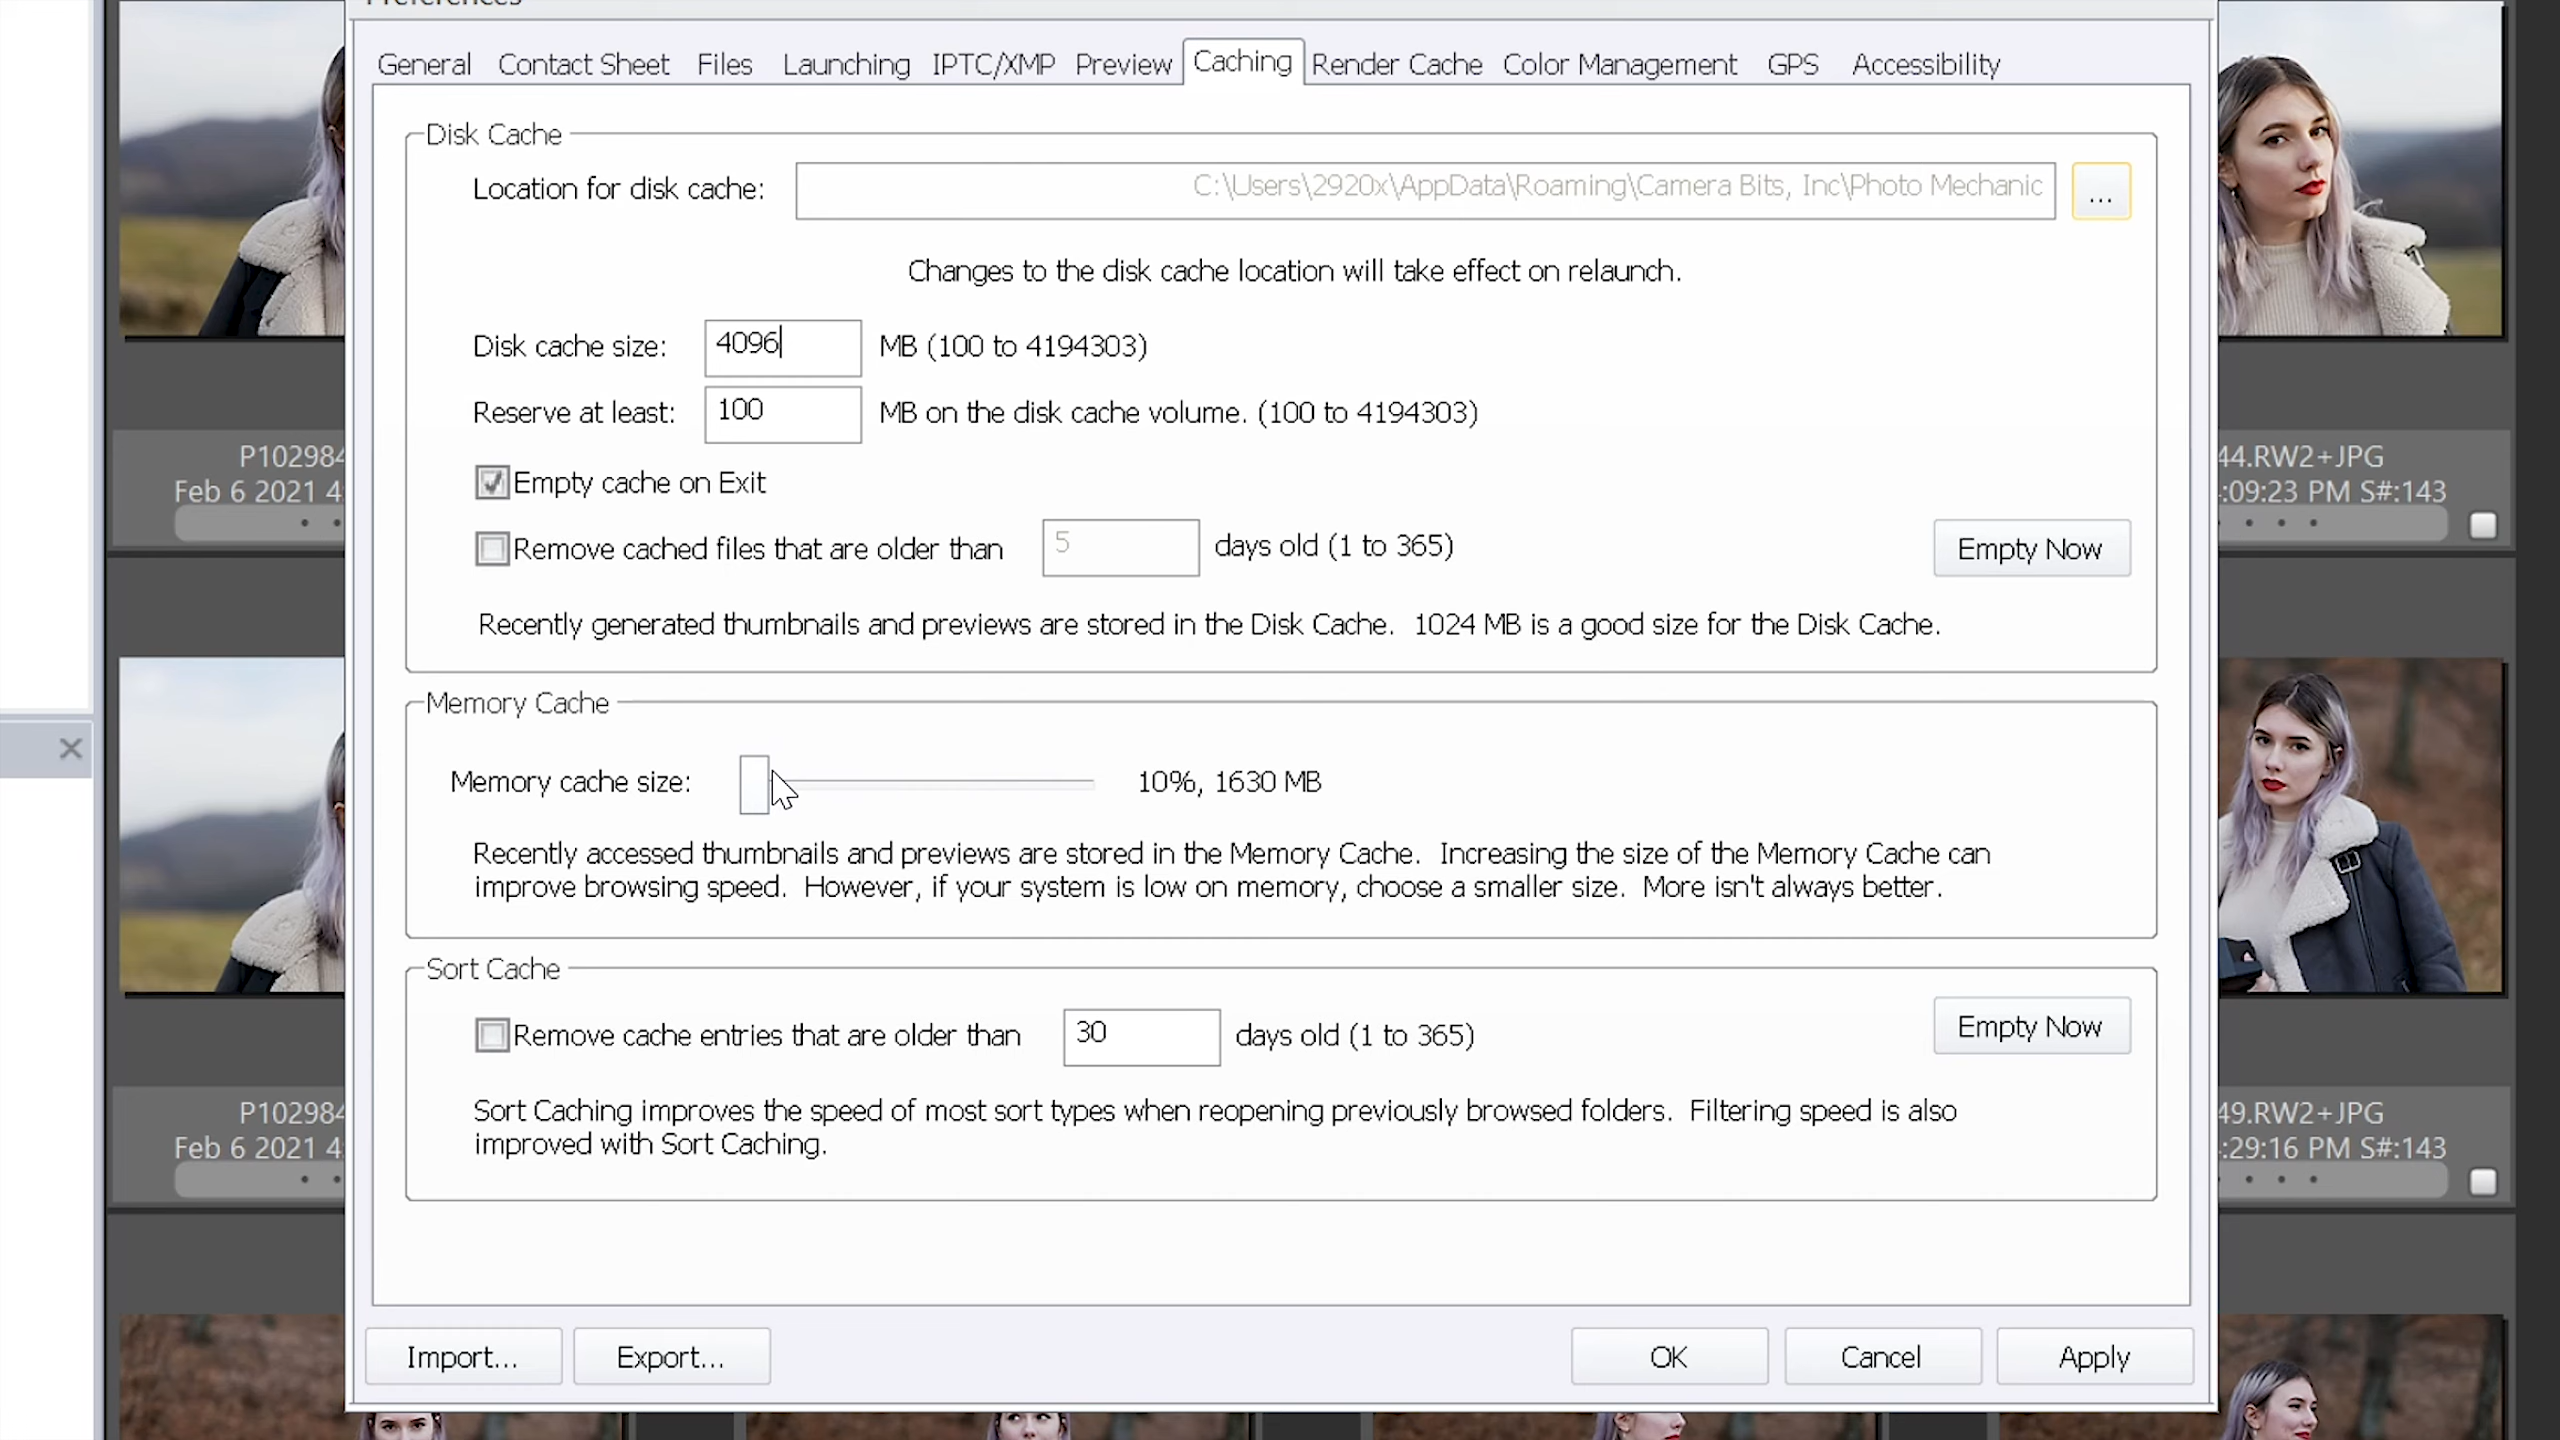 Preferences
General Contact Sheet Files Launching IPTC/XMP Preview Caching Render Cache Color Management GPS Accessibility
Disk Cache
Location for disk cache: C:\Users\2920x\AppData\Roaming\Camera Bits, Inc\Photo Mechanic ...
Changes to the disk cache location will take effect on relaunch.
Disk cache size: 4096 MB (100 to 4194303)
Reserve at least: 100 MB on the disk cache volume. (100 to 4194303)
Empty cache on Exit
Remove cached files that are older than 5 days old (1 to 365) Empty Now
Recently generated thumbnails and previews are stored in the Disk Cache. 1024 MB is a good size for the Disk Cache.
Memory Cache
Memory cache size: 10%, 1630 MB
Recently accessed thumbnails and previews are stored in the Memory Cache. Increasing the size of the Memory Cache can
improve browsing speed. However, if your system is low on memory, choose a smaller size. More isn't always better.
Sort Cache
Remove cache entries that are older than 30 days old (1 to 365) Empty Now
Sort Caching improves the speed of most sort types when reopening previously browsed folders. Filtering speed is also
improved with Sort Caching.
Import... Export... OK Cancel Apply
P102984
Feb 6 2021 4:
44.RW2+JPG
:09:23 PM S#:143
P102984
Feb 6 2021 4:
49.RW2+JPG
:29:16 PM S#:143